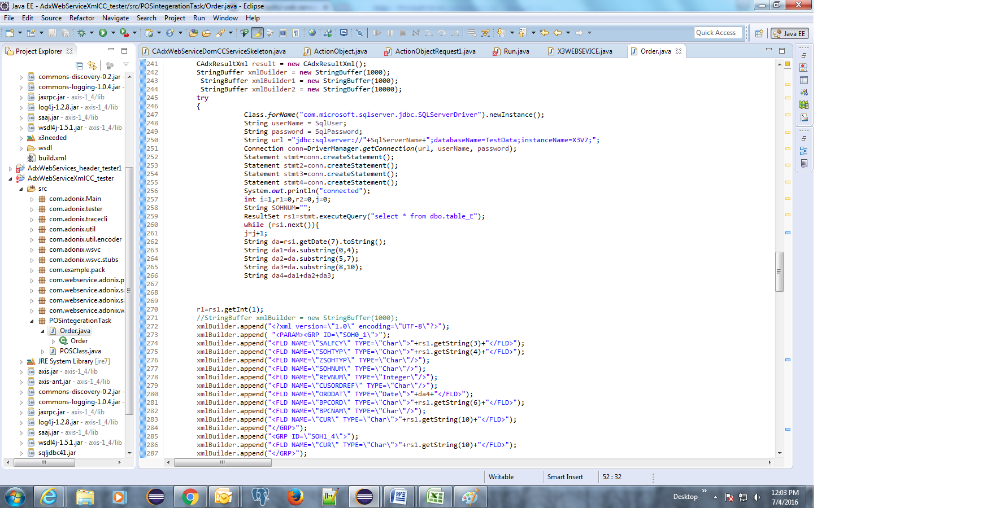 Java EE - AdxWebServiceXmlCC_tester/src/POSintegerationTask/Order.java - Eclipse
File Edit Source Refactor Navigate Search Project Run Window Help
Quick Access
Java EE
Project Explorer
CAdxWebServiceDomCCServiceSkeleton.java
ActionObject.java
ActionObjectRequest1.java
Run.java
X3WEBSEVICE.java
Order.java
commons-discovery-0.2.jar -
commons-logging-1.0.4.jar -
jaxrpc.jar - axis-1_4/lib
log4j-1.2.8.jar - axis-1_4/lib
saaj.jar - axis-1_4/lib
wsdl4j-1.5.1.jar - axis-1_4/lib
x3needed
wsdl
build.xml
AdxWebServices_header_tester1
AdxWebServiceXmlCC_tester
src
com.adonix.Main
com.adonix.tester
com.adonix.tracecli
com.adonix.util
com.adonix.util.encoder
com.adonix.wsvc
com.adonix.wsvc.stubs
com.example.pack
com.webservice.adonix.p
com.webservice.adonix.s
com.webservice.adonix.s
com.webservice.adonix.w
POSintegerationTask
Order.java
Order
POSClass.java
JRE System Library [jre7]
axis.jar - axis-1_4/lib
axis-ant.jar - axis-1_4/lib
commons-discovery-0.2.jar -
commons-logging-1.0.4.jar -
jaxrpc.jar - axis-1_4/lib
log4j-1.2.8.jar - axis-1_4/lib
saaj.jar - axis-1_4/lib
wsdl4j-1.5.1.jar - axis-1_4/lib
sqljdbc41.jar
241 CAdxResultXml result = new CAdxResultXml();
242 StringBuffer xmlBuilder = new StringBuffer(1000);
243 StringBuffer xmlBuilder1 = new StringBuffer(1000);
244 StringBuffer xmlBuilder2 = new StringBuffer(10000);
245 try
246 {
247 Class.forName("com.microsoft.sqlserver.jdbc.SQLServerDriver").newInstance();
248 String userName = SqlUser;
249 String password = SqlPassword;
250 String url ="jdbc:sqlserver://"+SqlServerName+";databaseName=TestData;instanceName=X3V7;";
251 Connection conn=DriverManager.getConnection(url, userName, password);
252 Statement stmt=conn.createStatement();
253 Statement stmt2=conn.createStatement();
254 Statement stmt3=conn.createStatement();
255 Statement stmt4=conn.createStatement();
256 System.out.println("connected");
257 int i=1,r1=0,r2=0,j=0;
258 String SOHNUM="";
259 ResultSet rs1=stmt.executeQuery("select * from dbo.table_E");
260 while (rs1.next()){
261 j=j+1;
262 String da=rs1.getDate(7).toString();
263 String da1=da.substring(0,4);
264 String da2=da.substring(5,7);
265 String da3=da.substring(8,10);
266 String da4=da1+da2+da3;
267
268
269
270 r1=rs1.getInt(1);
271 //StringBuffer xmlBuilder = new StringBuffer(1000);
272 xmlBuilder.append("<?xml version=\"1.0\" encoding=\"UTF-8\"?>");
273 xmlBuilder.append( "<PARAM><GRP ID=\"SOH0_1\">");
274 xmlBuilder.append("<FLD NAME=\"SALFCY\" TYPE=\"Char\">"+rs1.getString(3)+"</FLD>");
275 xmlBuilder.append("<FLD NAME=\"SOHTYP\" TYPE=\"Char\">"+rs1.getString(4)+"</FLD>");
276 xmlBuilder.append("<FLD NAME=\"ZSOHTYP\" TYPE=\"Char\"/>");
277 xmlBuilder.append("<FLD NAME=\"SOHNUM\" TYPE=\"Char\"/>");
278 xmlBuilder.append("<FLD NAME=\"REVNUM\" TYPE=\"Integer\"/>");
279 xmlBuilder.append("<FLD NAME=\"CUSORDREF\" TYPE=\"Char\"/>");
280 xmlBuilder.append("<FLD NAME=\"ORDDAT\" TYPE=\"Date\">"+da4+"</FLD>");
281 xmlBuilder.append("<FLD NAME=\"BPCORD\" TYPE=\"Char\">"+rs1.getString(6)+"</FLD>");
282 xmlBuilder.append("<FLD NAME=\"BPCNAM\" TYPE=\"Char\"/>");
283 xmlBuilder.append("<FLD NAME=\"CUR\" TYPE=\"Char\">"+rs1.getString(10)+"</FLD>");
284 xmlBuilder.append("</GRP>");
285 xmlBuilder.append("<GRP ID=\"SOH1_4\">");
286 xmlBuilder.append("<FLD NAME=\"CUR\" TYPE=\"Char\">"+rs1.getString(10)+"</FLD>");
287 xmlBuilder.append("</GRP>");
Writable
Smart Insert
52 : 32
Desktop
12:03 PM
7/4/2016